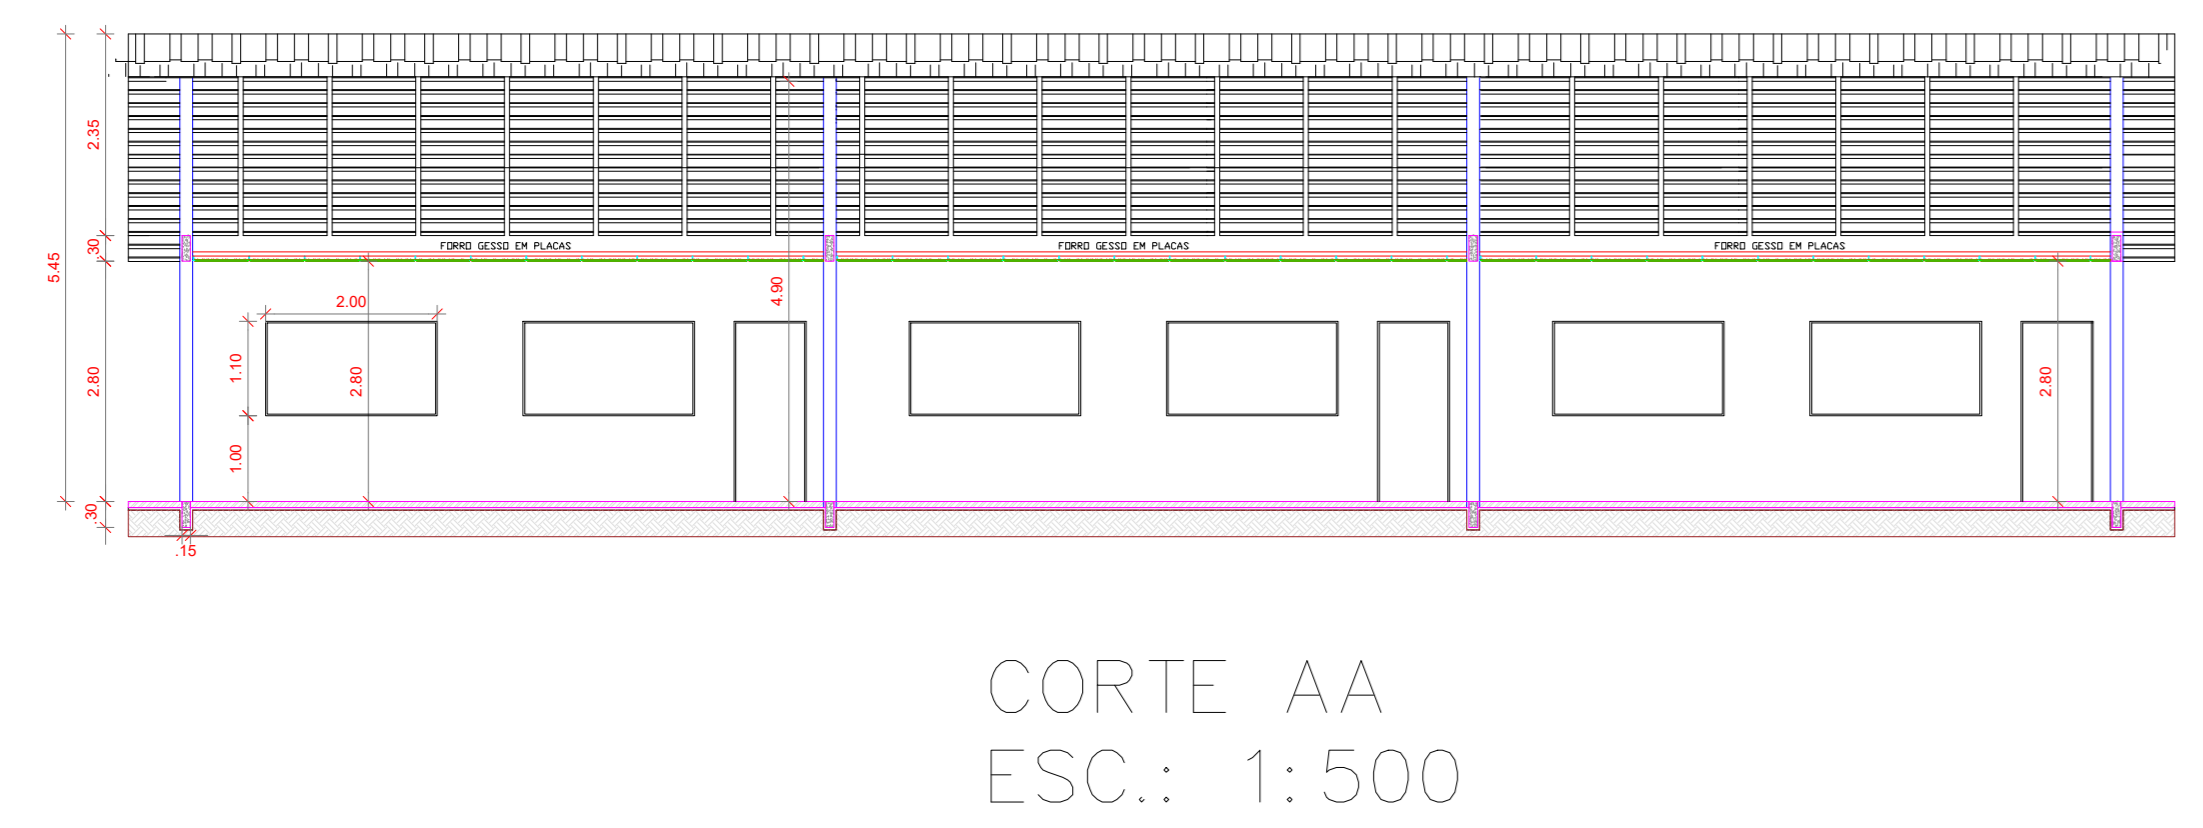 2.35
.30
5.45
FORRO GESSO EM PLACAS
FORRO GESSO EM PLACAS
FORRO GESSO EM PLACAS
2.00
4.90
1.10
2.80
2.80
2.80
1.00
.30
.15
CORTE AA
ESC.: 1:500